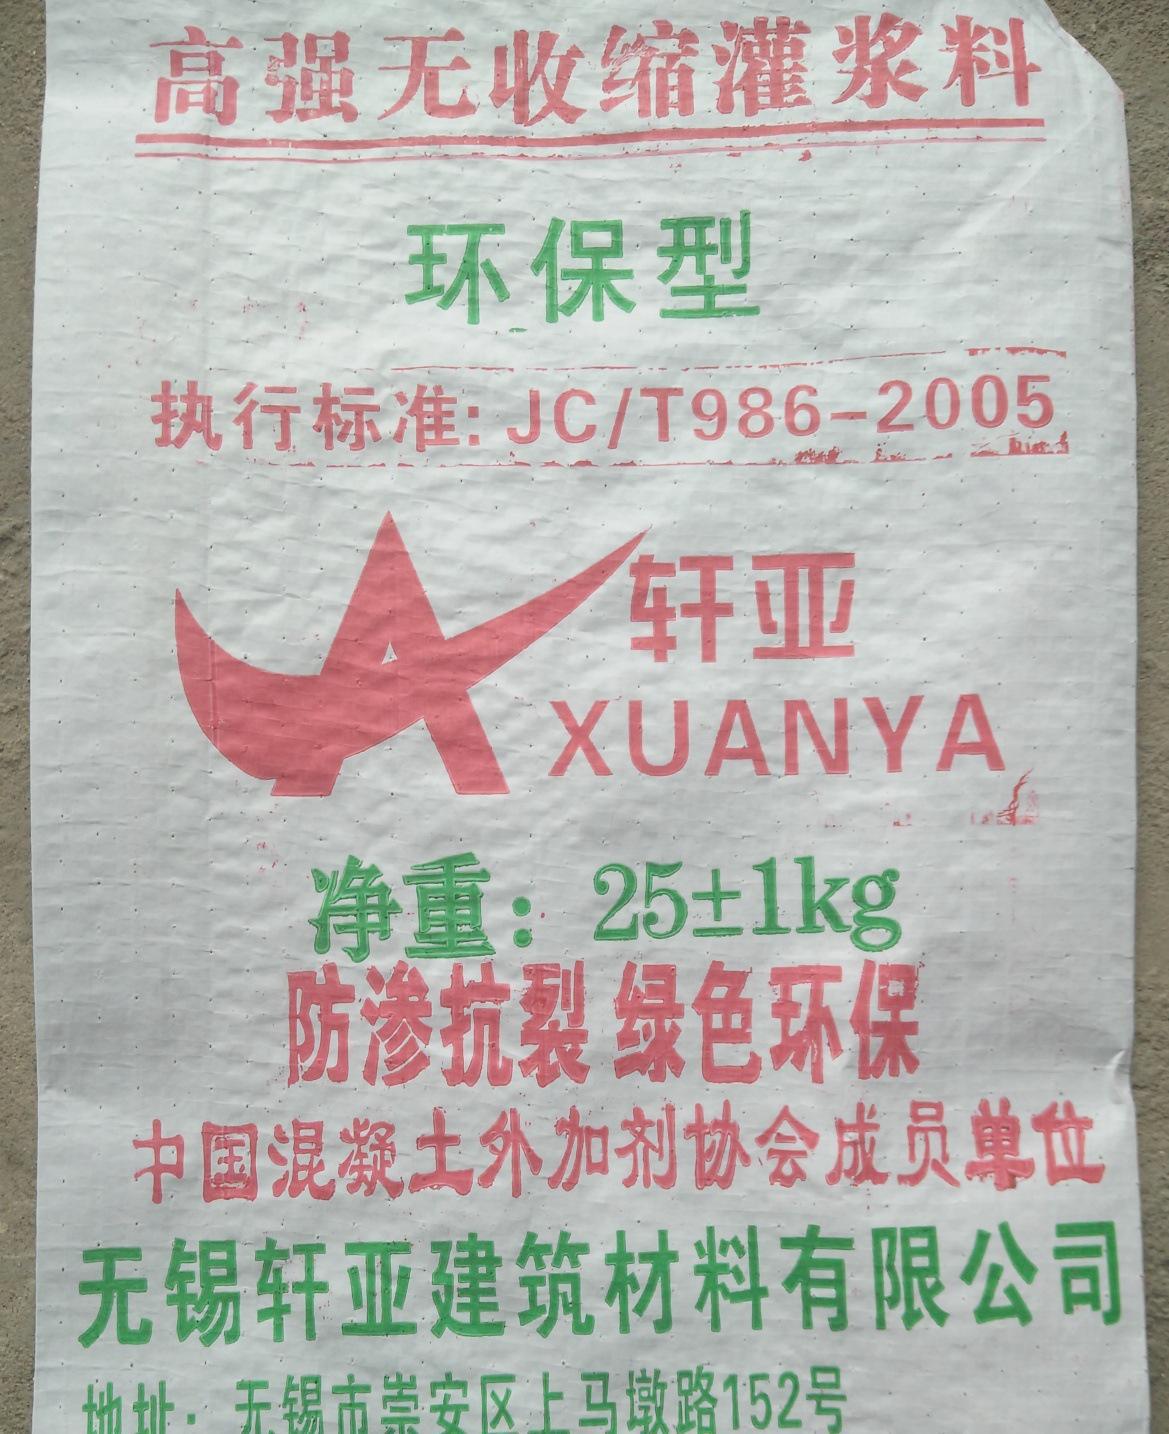 高强无收缩灌浆料
环保型
执行标准: JC/T986-2005
轩亚
XUANYA
净重: 25±1kg
防渗抗裂 绿色环保
中国混凝土外加剂协会成员单位
无锡轩亚建筑材料有限公司
地址: 无锡市崇安区上马墩路152号